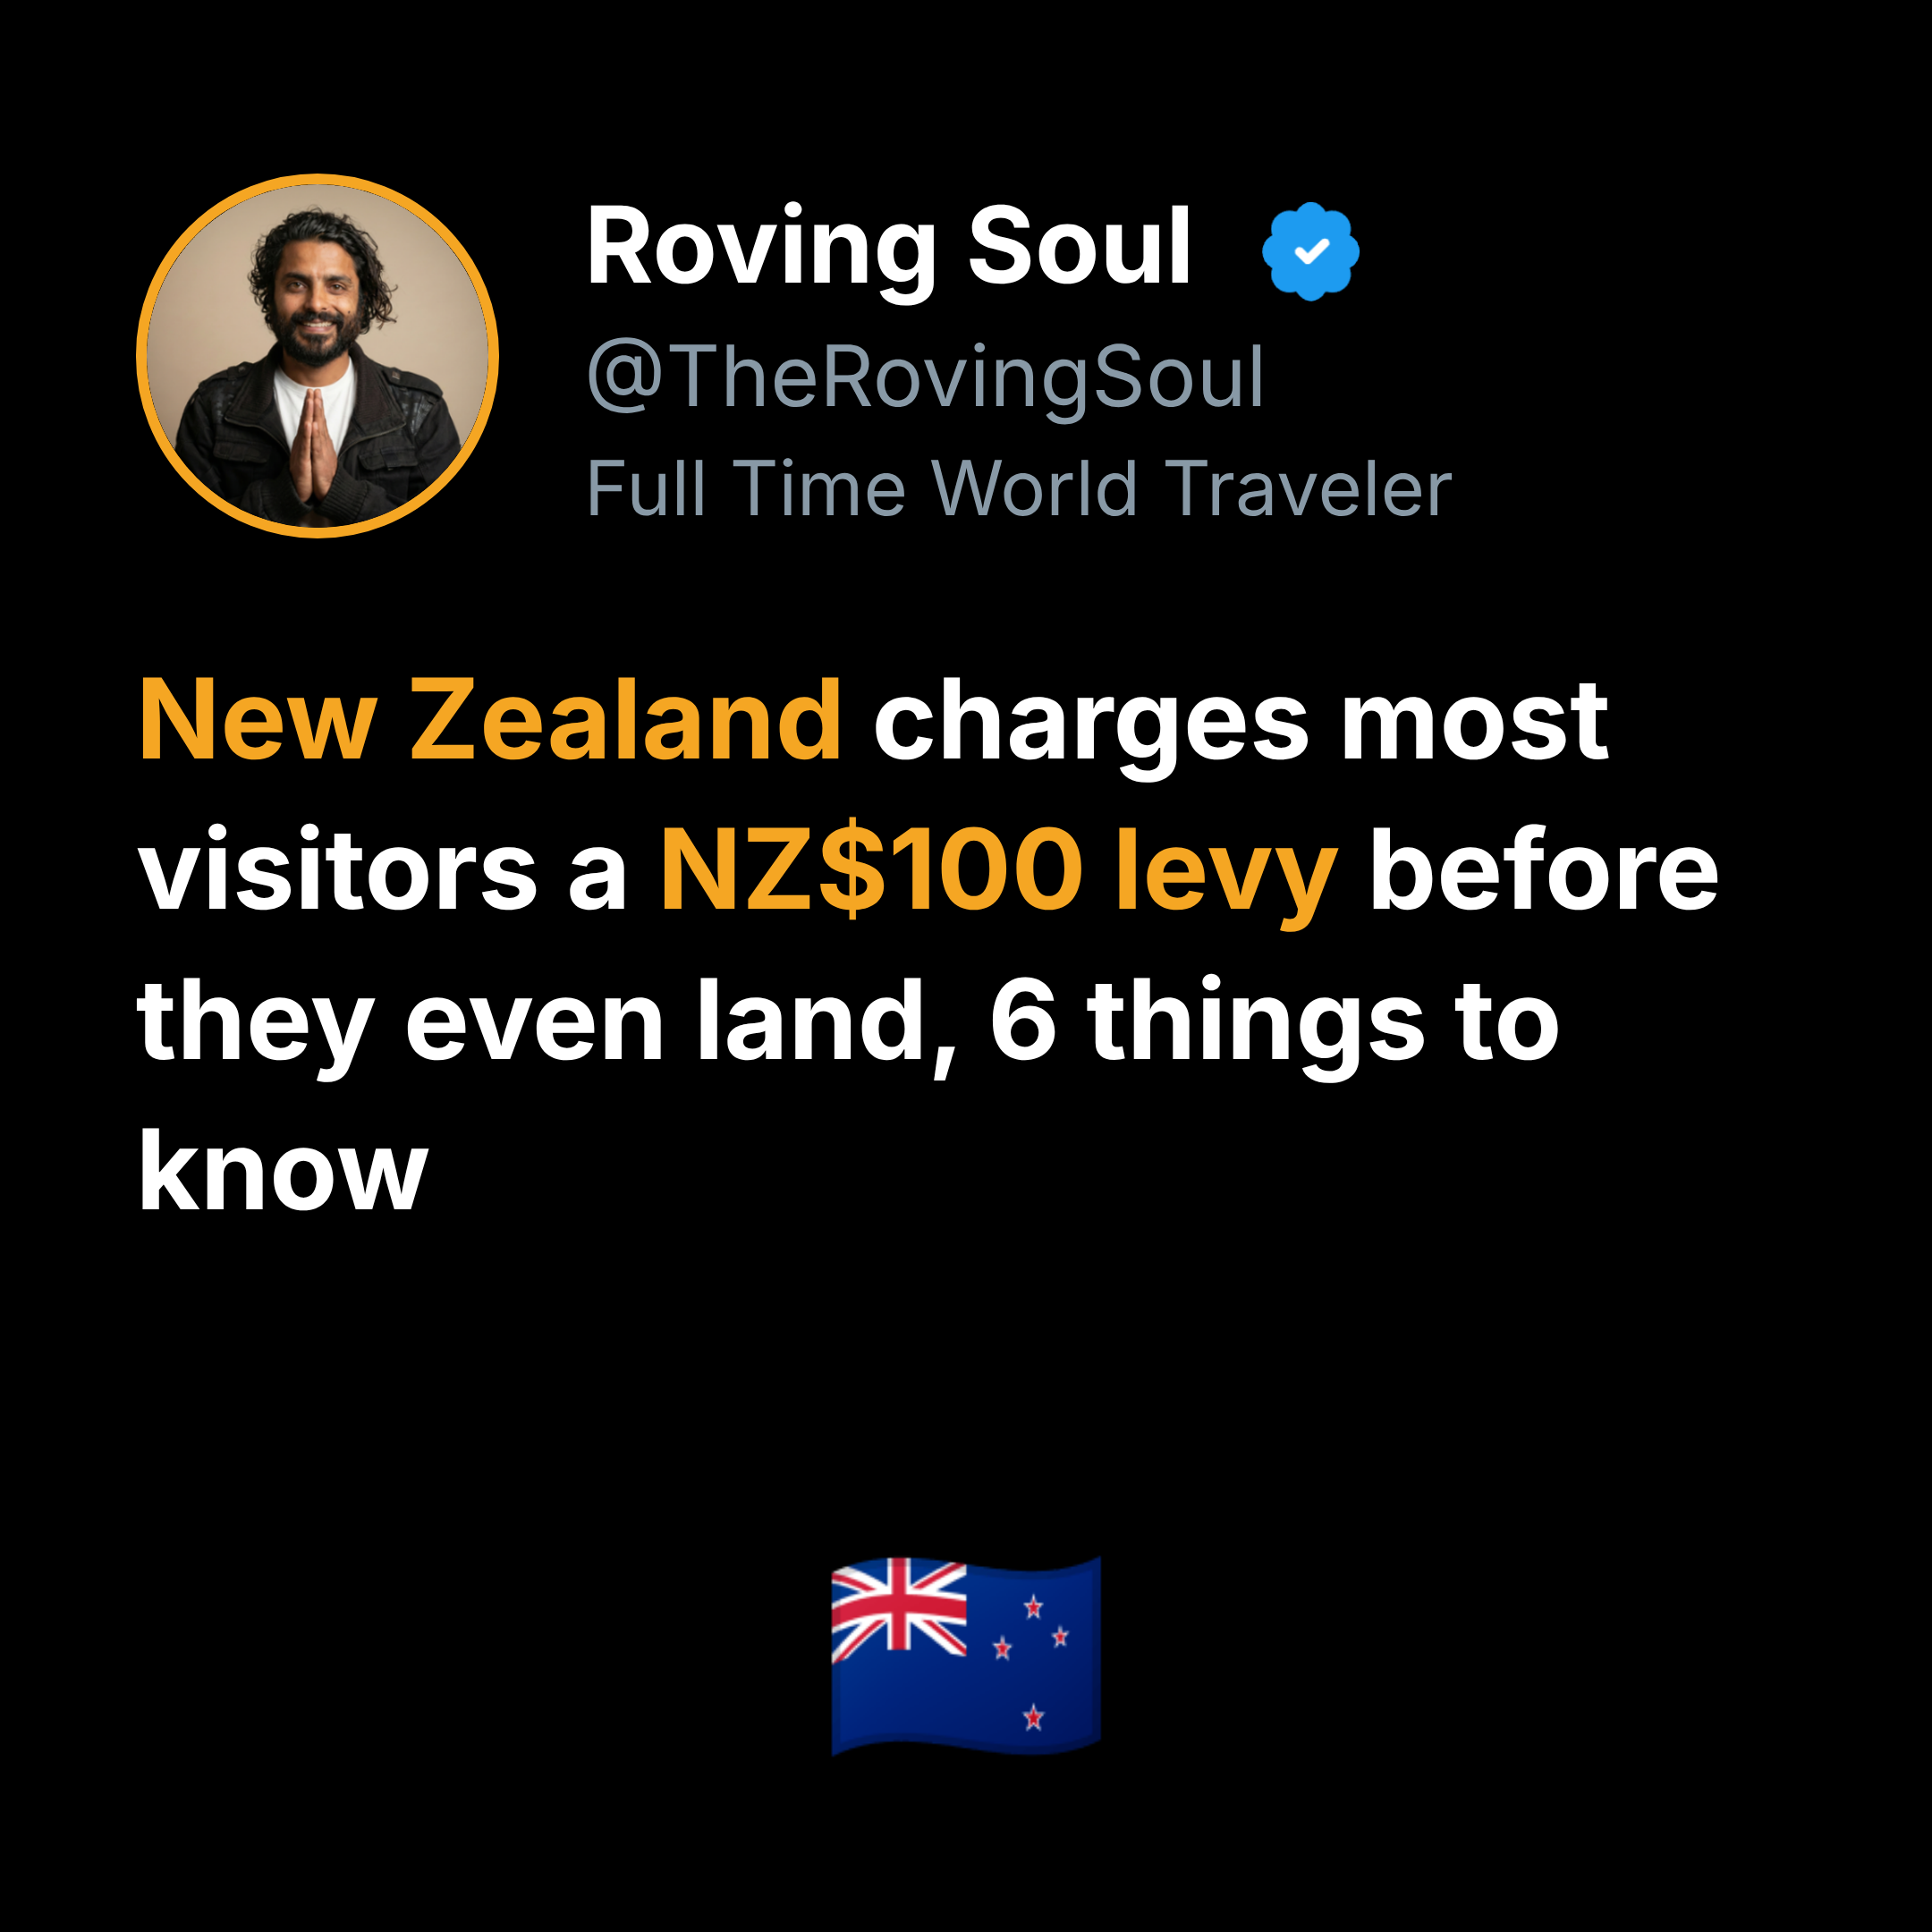 Roving Soul
@TheRovingSoul
Full Time World Traveler
New Zealand charges most
visitors a NZ$100 levy before
they even land, 6 things to
know